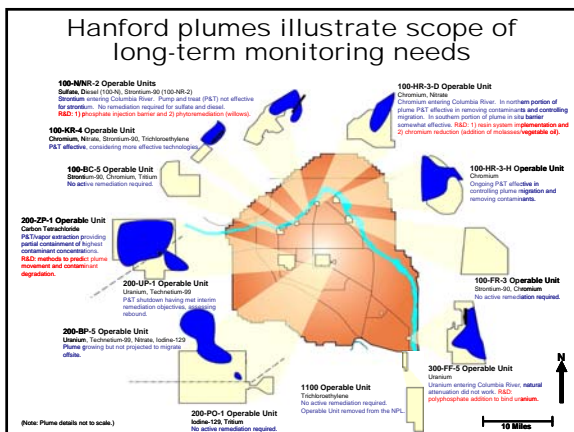 Hanford plumes illustrate scope of
long-term monitoring needs
100-N/NR-2 Operable Units
Sulfate, Diesel (100-N), Strontium-90 (100-NR-2)
Strontium entering Columbia River. Pump and treat (P&T) not effective
for strontium. No remediation required for sulfate and diesel.
R&D: 1) phosphate injection barrier and 2) phytoremediation (willows).
100-KR-4 Operable Unit
Chromium, Nitrate, Strontium-90, Trichloroethylene
P&T effective, considering more effective technologies.
100-BC-5 Operable Unit
Strontium-90, Chromium, Tritium
No active remediation required.
200-ZP-1 Operable Unit
Carbon Tetrachloride
P&T/vapor extraction providing
partial containment of highest
contaminant concentrations.
R&D: methods to predict plume
movement and contaminant
degradation.
200-UP-1 Operable Unit
Uranium, Technetium-99
P&T shutdown having met interim
remediation objectives, assessing
rebound.
200-BP-5 Operable Unit
Uranium, Technetium-99, Nitrate, Iodine-129
Plume growing but not projected to migrate
offsite.
200-PO-1 Operable Unit
Iodine-129, Tritium
No active remediation required.
1100 Operable Unit
Trichloroethylene
No active remediation required.
Operable Unit removed from the NPL.
100-HR-3-D Operable Unit
Chromium, Nitrate
Chromium entering Columbia River. In northern portion of
plume P&T effective in removing contaminants and controlling
migration. In southern portion of plume in situ barrier
somewhat effective. R&D: 1) resin system implementation and
2) chromium reduction (addition of molasses/vegetable oil).
100-HR-3-H Operable Unit
Chromium
Ongoing P&T effective in
controlling plume migration and
removing contaminants.
100-FR-3 Operable Unit
Strontium-90, Chromium
No active remediation required.
300-FF-5 Operable Unit
Uranium
Uranium entering Columbia River, natural
attenuation did not work. R&D:
polyphosphate addition to bind uranium.
N
10 Miles
(Note: Plume details not to scale.)